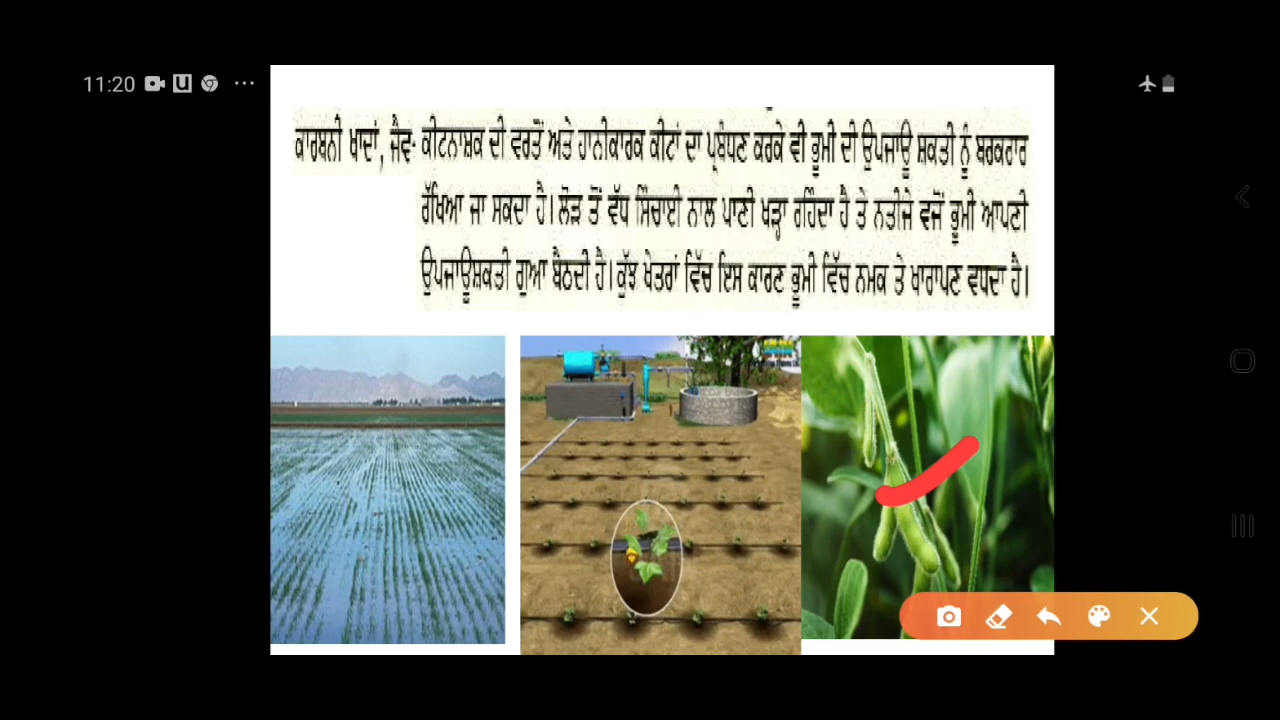 11:20
ਕਾਰਬਨੀ ਖਾਦਾਂ, ਜੈਵ- ਕੀਟਨਾਸ਼ਕ ਦੀ ਵਰਤੋਂ ਅਤੇ ਹਾਨੀਕਾਰਕ ਕੀਟਾਂ ਦਾ ਪ੍ਰਬੰਧਣ ਕਰਕੇ ਵੀ ਭੂਮੀ ਦੀ ਉਪਜਾਊ ਸ਼ਕਤੀ ਨੂੰ ਬਰਕਰਾਰ
ਰੱਖਿਆ ਜਾ ਸਕਦਾ ਹੈ। ਲੋੜ ਤੋਂ ਵੱਧ ਸਿੰਚਾਈ ਨਾਲ ਪਾਣੀ ਖੜ੍ਹਾ ਰਹਿੰਦਾ ਹੈ ਤੇ ਨਤੀਜੇ ਵਜੋਂ ਭੂਮੀ ਆਪਣੀ
ਉਪਜਾਊਸ਼ਕਤੀ ਗੁਆ ਬੈਠਦੀ ਹੈ। ਕੁੱਝ ਖੇਤਰਾਂ ਵਿੱਚ ਇਸ ਕਾਰਣ ਭੂਮੀ ਵਿੱਚ ਨਮਕ ਤੇ ਖਾਰਾਪਣ ਵਧਦਾ ਹੈ।